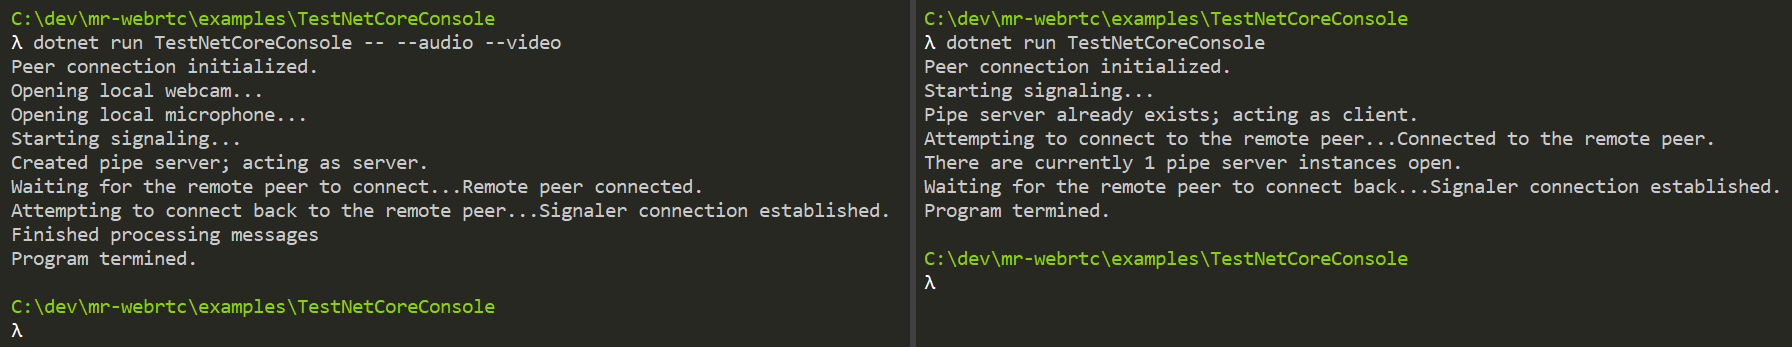 C:\dev\mr-webrtc\examples\TestNetCoreConsole
λ dotnet run TestNetCoreConsole -- --audio --video
Peer connection initialized.
Opening local webcam...
Opening local microphone...
Starting signaling...
Created pipe server; acting as server.
Waiting for the remote peer to connect...Remote peer connected.
Attempting to connect back to the remote peer...Signaler connection established.
Finished processing messages
Program termined.
C:\dev\mr-webrtc\examples\TestNetCoreConsole
λ
C:\dev\mr-webrtc\examples\TestNetCoreConsole
λ dotnet run TestNetCoreConsole
Peer connection initialized.
Starting signaling...
Pipe server already exists; acting as client.
Attempting to connect to the remote peer...Connected to the remote peer.
There are currently 1 pipe server instances open.
Waiting for the remote peer to connect back...Signaler connection established.
Program termined.
C:\dev\mr-webrtc\examples\TestNetCoreConsole
λ